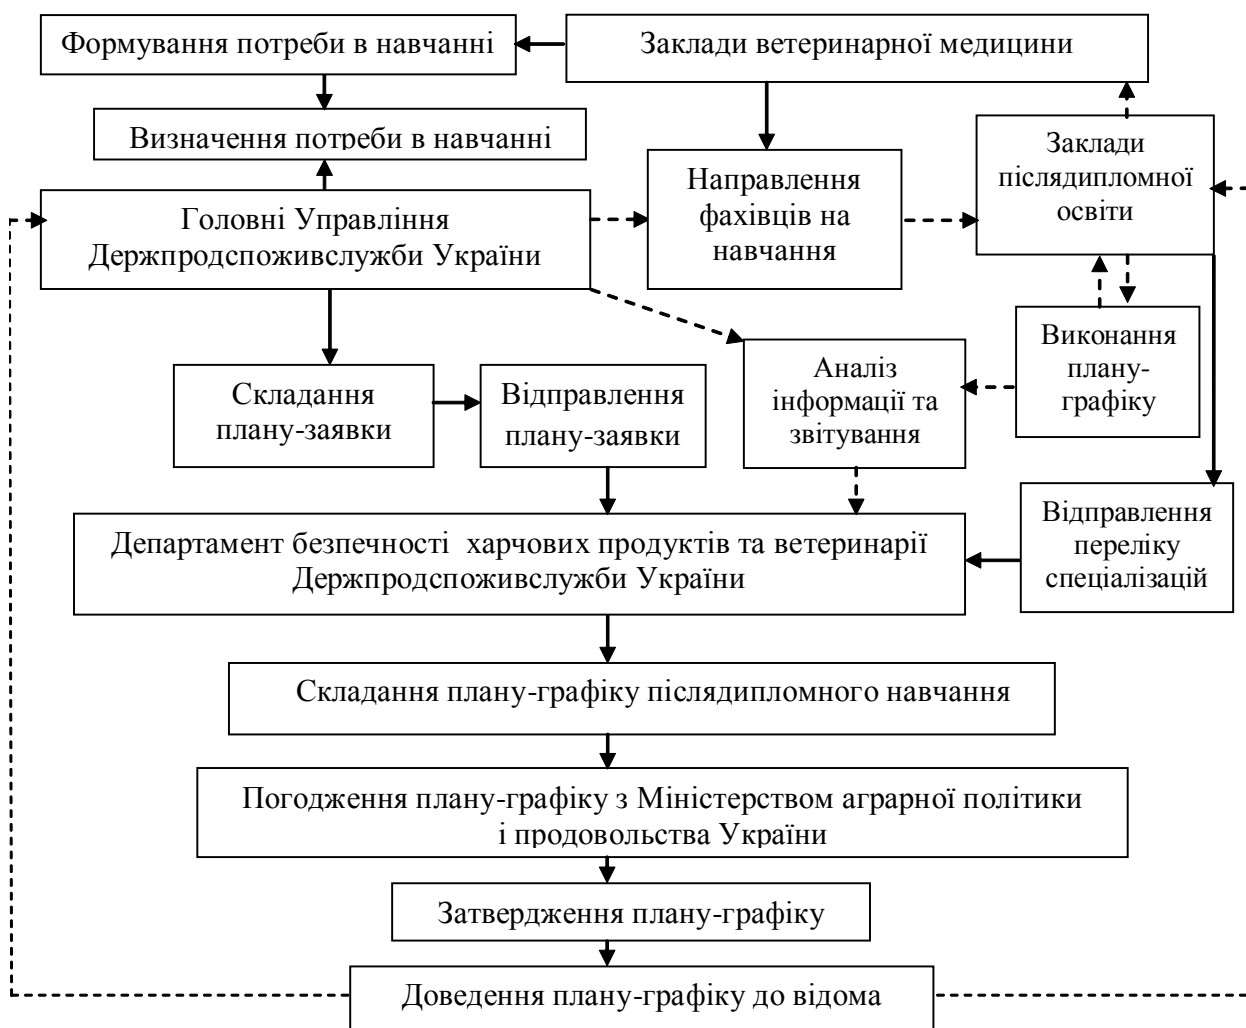 Формування потреби в навчанні
Заклади ветеринарної медицини
Визначення потреби в навчанні
Заклади
післядипломної
освіти
Направлення
фахівців на
навчання
Головні Управління
Держпродспоживслужби України
Виконання
плану-
графіку
Аналіз
інформації та
звітування
Складання
плану-заявки
Відправлення
плану-заявки
Відправлення
переліку
спеціалізацій
Департамент безпечності харчових продуктів та ветеринарії
Держпродспоживслужби України
Складання плану-графіку післядипломного навчання
Погодження плану-графіку з Міністерством аграрної політики
і продовольства України
Затвердження плану-графіку
Доведення плану-графіку до відома